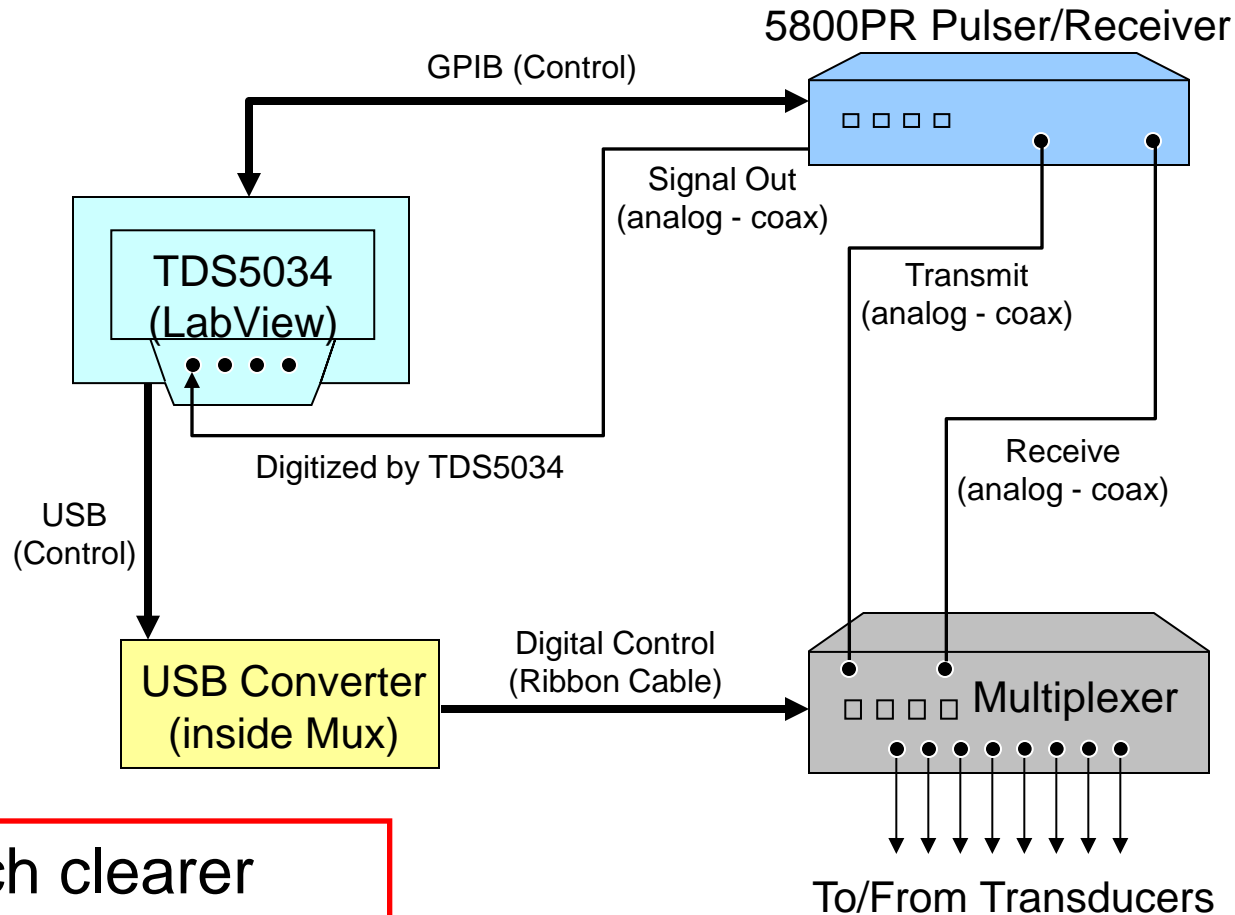 5800PR Pulser/Receiver
GPIB (Control)
Signal Out
(analog - coax)
TDS5034
(LabView)
Transmit
(analog - coax)
Digitized by TDS5034
Receive
(analog - coax)
USB
(Control)
USB Converter
(inside Mux)
Digital Control
(Ribbon Cable)
Multiplexer
clearer
To/From Transducers